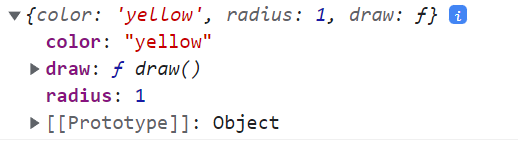 ▼{color: 'yellow', radius: 1, draw: ƒ} i
color: "yellow"
▶ draw: ƒ draw()
radius: 1
▶ [[Prototype]]: Object